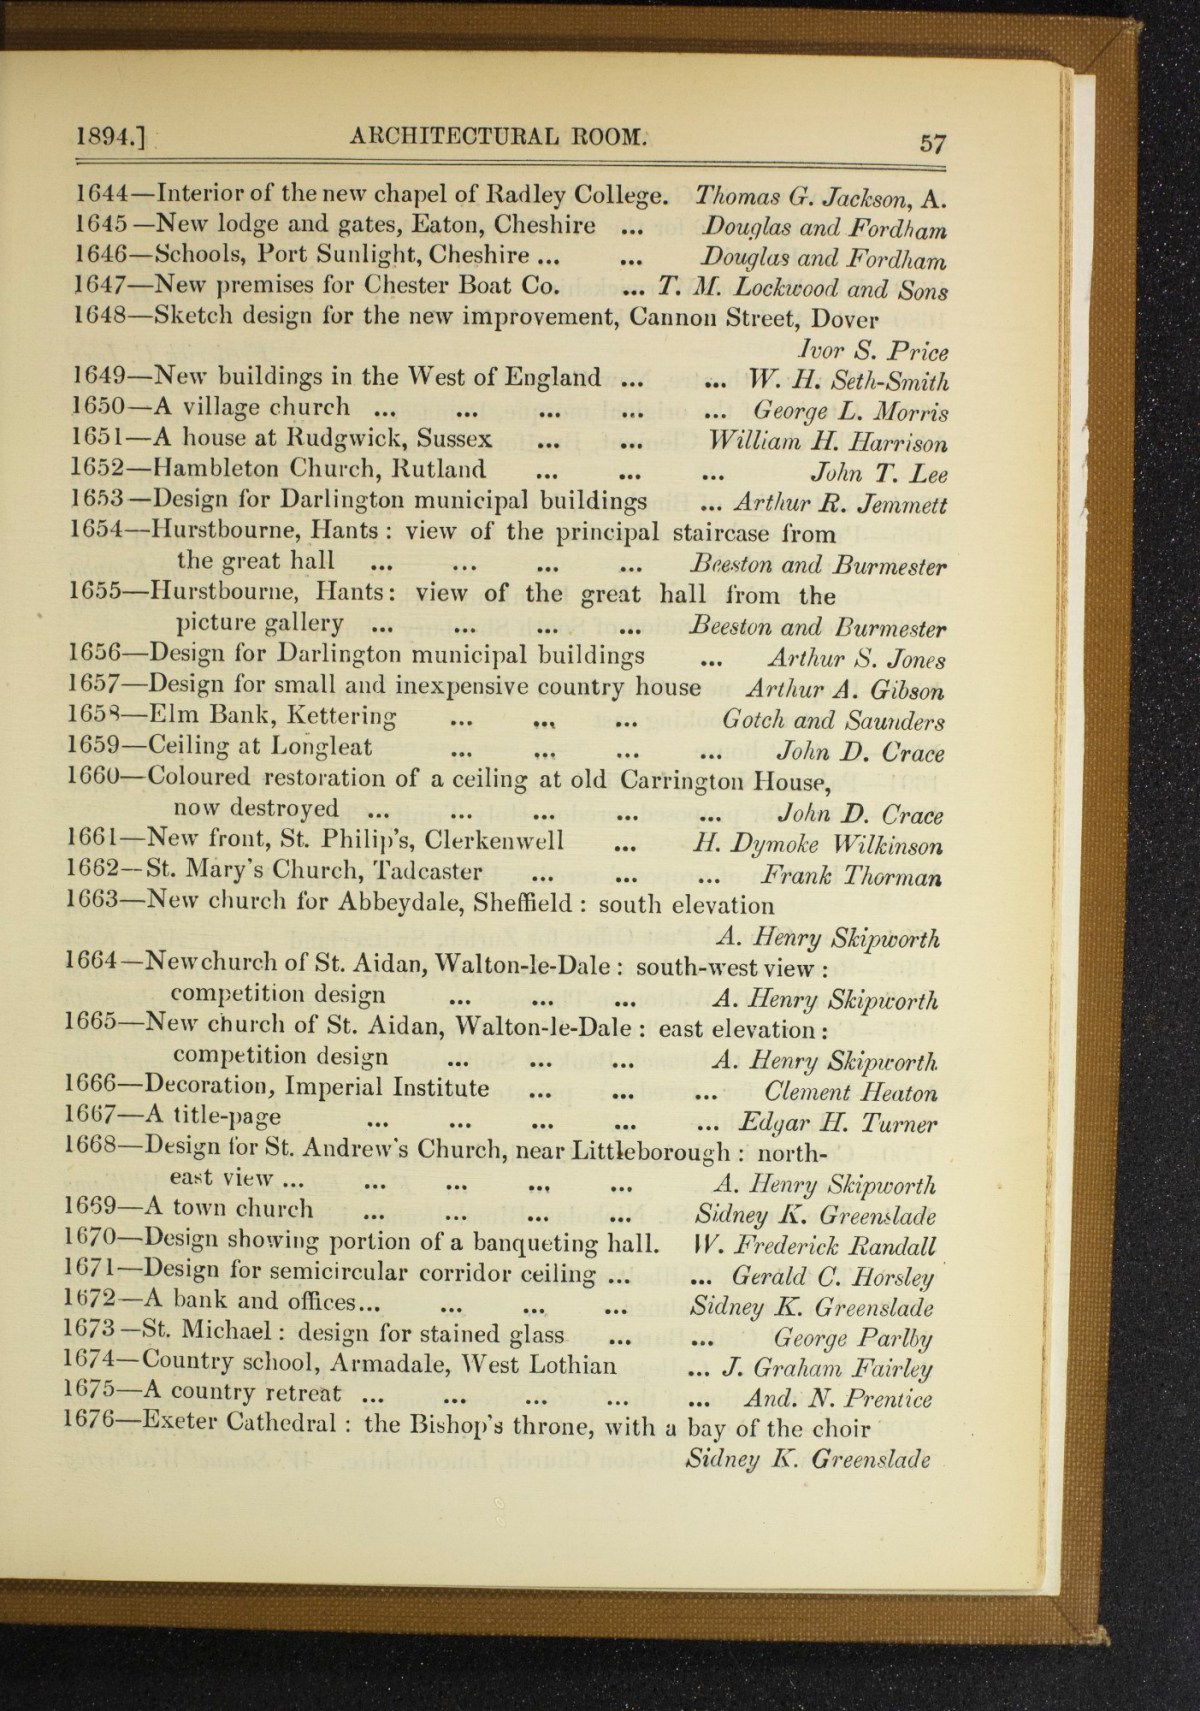 1894.] ARCHITECTURAL ROOM. 57
1644—Interior of the new chapel of Radley College. Thomas G. Jackson, A.
1645—New lodge and gates, Eaton, Cheshire ... Douglas and Fordham
1646—Schools, Port Sunlight, Cheshire ... ... Douglas and Fordham
1647—New premises for Chester Boat Co. ... T. M. Lockwood and Sons
1648—Sketch design for the new improvement, Cannon Street, Dover
Ivor S. Price
1649—New buildings in the West of England ... ... W. H. Seth-Smith
1650—A village church ... ... ... ... ... George L. Morris
1651—A house at Rudgwick, Sussex ... ... William H. Harrison
1652—Hambleton Church, Rutland ... ... ... John T. Lee
1653—Design for Darlington municipal buildings ... Arthur R. Jemmett
1654—Hurstbourne, Hants : view of the principal staircase from
the great hall ... ... ... ... Beeston and Burmester
1655—Hurstbourne, Hants : view of the great hall from the
picture gallery ... ... ... ... Beeston and Burmester
1656—Design for Darlington municipal buildings ... Arthur S. Jones
1657—Design for small and inexpensive country house Arthur A. Gibson
1658—Elm Bank, Kettering ... ... ... Gotch and Saunders
1659—Ceiling at Longleat ... ... ... ... John D. Crace
1660—Coloured restoration of a ceiling at old Carrington House,
now destroyed ... ... ... ... ... John D. Crace
1661—New front, St. Philip's, Clerkenwell ... H. Dymoke Wilkinson
1662—St. Mary's Church, Tadcaster ... ... ... Frank Thorman
1663—New church for Abbeydale, Sheffield : south elevation
A. Henry Skipworth
1664—New church of St. Aidan, Walton-le-Dale : south-west view :
competition design ... ... ... A. Henry Skipworth
1665—New church of St. Aidan, Walton-le-Dale : east elevation :
competition design ... ... ... A. Henry Skipworth
1666—Decoration, Imperial Institute ... ... ... Clement Heaton
1667—A title-page ... ... ... ... ... Edgar H. Turner
1668—Design for St. Andrew's Church, near Littleborough : north-
east view ... ... ... ... ... A. Henry Skipworth
1669—A town church ... ... ... ... Sidney K. Greenslade
1670—Design showing portion of a banqueting hall. W. Frederick Randall
1671—Design for semicircular corridor ceiling ... ... Gerald C. Horsley
1672—A bank and offices... ... ... ... Sidney K. Greenslade
1673—St. Michael : design for stained glass ... ... George Parlby
1674—Country school, Armadale, West Lothian ... J. Graham Fairley
1675—A country retreat ... ... ... ... ... And. N. Prentice
1676—Exeter Cathedral : the Bishop's throne, with a bay of the choir
Sidney K. Greenslade